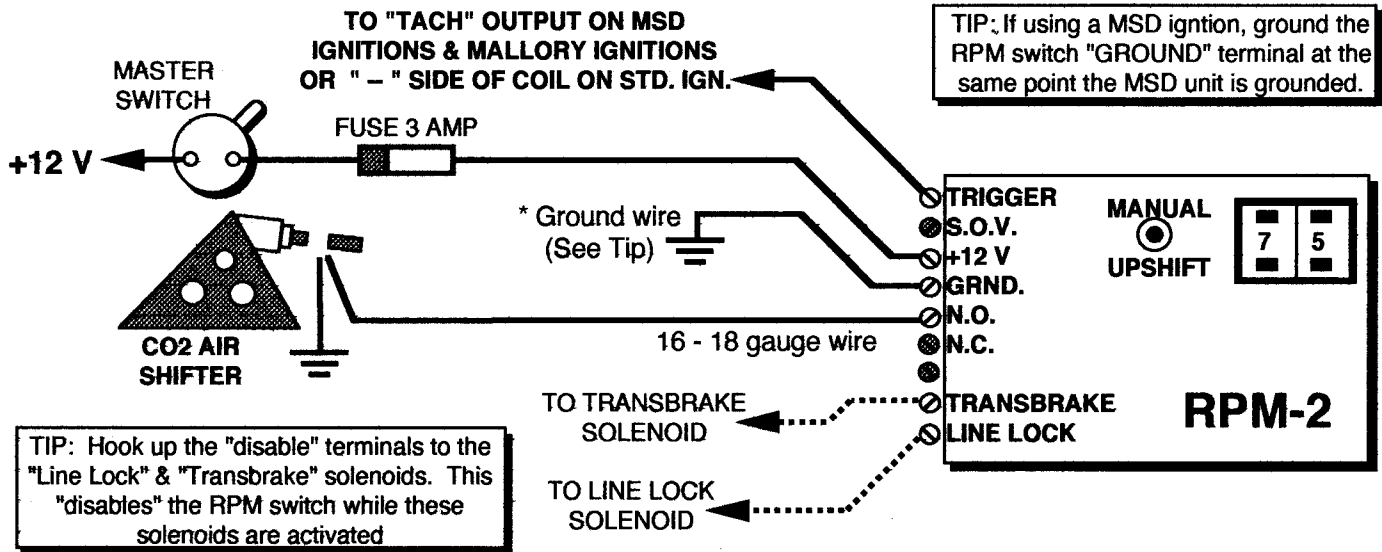 TO "TACH" OUTPUT ON MSD
IGNITIONS & MALLORY IGNITIONS
OR " – " SIDE OF COIL ON STD. IGN.
TIP: If using a MSD igntion, ground the
RPM switch "GROUND" terminal at the
same point the MSD unit is grounded.
MASTER
SWITCH
FUSE 3 AMP
+12 V
* Ground wire
(See Tip)
TRIGGER
S.O.V.
+12 V
GRND.
N.O.
N.C.
TRANSBRAKE
LINE LOCK
MANUAL
UPSHIFT
7 5
RPM-2
CO2 AIR
SHIFTER
16 - 18 gauge wire
TO TRANSBRAKE
SOLENOID
TO LINE LOCK
SOLENOID
TIP: Hook up the "disable" terminals to the
"Line Lock" & "Transbrake" solenoids. This
"disables" the RPM switch while these
solenoids are activated